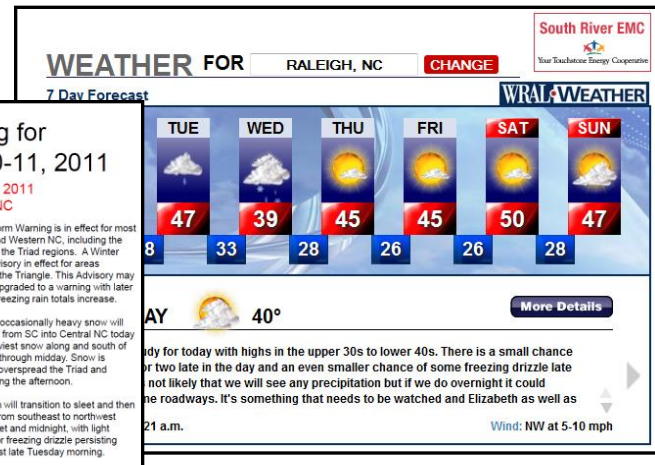 South River EMC
Your Touchstone Energy Cooperative
WEATHER FOR RALEIGH, NC CHANGE
7 Day Forecast
WRAL WEATHER
TUE WED THU FRI SAT SUN
47 39 45 45 50 47
8 33 28 26 26 28
AY 40°
More Details
udy for today with highs in the upper 30s to lower 40s. There is a small chance
or two late in the day and an even smaller chance of some freezing drizzle late
not likely that we will see any precipitation but if we do overnight it could
me roadways. It's something that needs to be watched and Elizabeth as well as
21 a.m.
Wind: NW at 5-10 mph
g for
0-11, 2011
2011
NC
orm Warning is in effect for most
d Western NC, including the
the Triad regions. A Winter
isory in effect for areas
the Triangle. This Advisory may
pgraded to a warning with later
reezing rain totals increase.
occasionally heavy snow will
from SC into Central NC today
viest snow along and south of
through midday. Snow is
overspread the Triad and
ng the afternoon.
n will transition to sleet and then
rom southeast to northwest
et and midnight, with light
r freezing drizzle persisting
st late Tuesday morning.